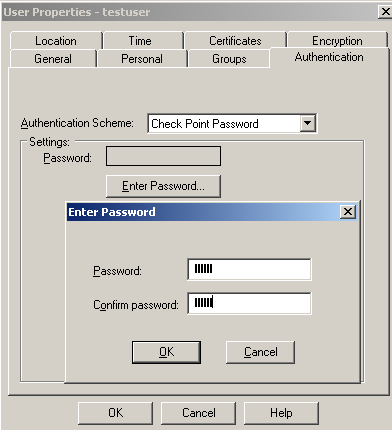 User Properties - testuser
Location Time Certificates Encryption
General Personal Groups Authentication
Authentication Scheme: Check Point Password
Settings:
Password:
Enter Password...
Enter Password
Password:
Confirm password:
OK Cancel
OK Cancel Help